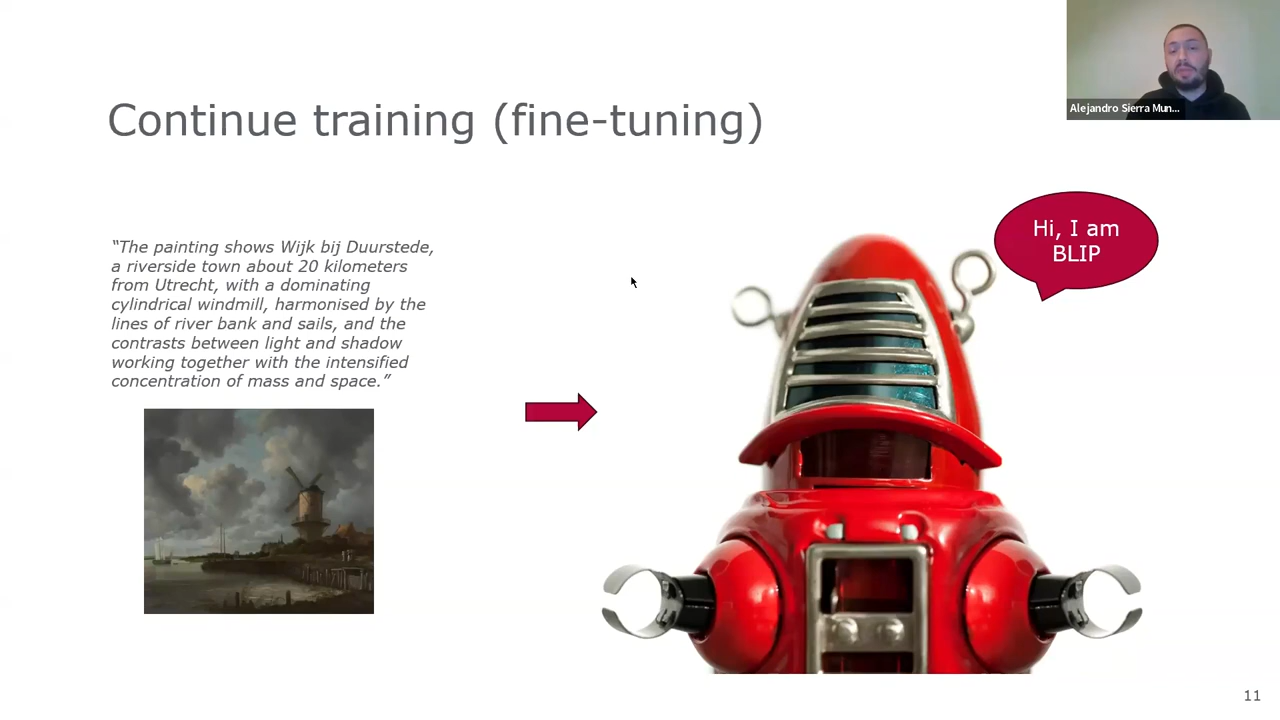 Alejandro Sierra Mun...
Continue training (fine-tuning)
Hi, I am
BLIP
“The painting shows Wijk bij Duurstede,
a riverside town about 20 kilometers
from Utrecht, with a dominating
cylindrical windmill, harmonised by the
lines of river bank and sails, and the
contrasts between light and shadow
working together with the intensified
concentration of mass and space.”
11